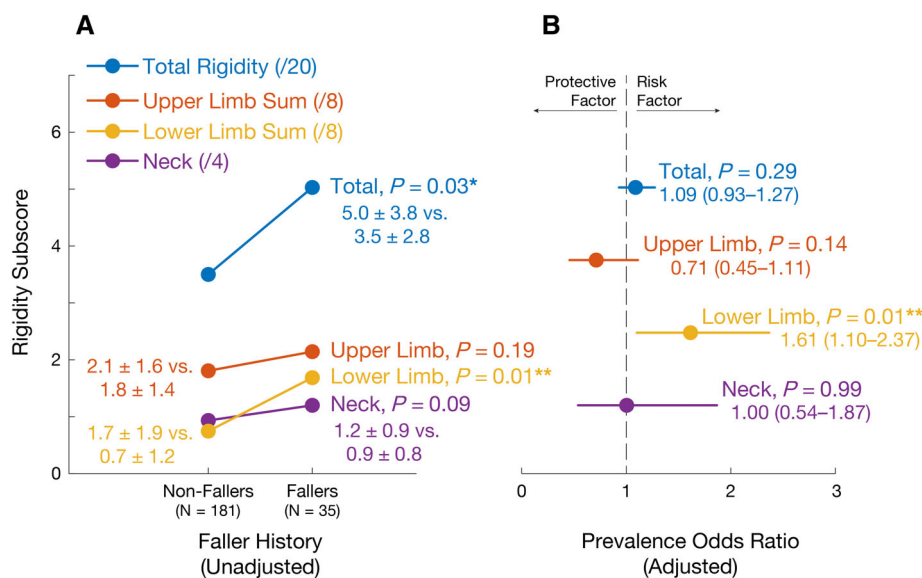 A
Total Rigidity (/20)
Upper Limb Sum (/8)
Lower Limb Sum (/8)
Neck (/4)
Rigidity Subscore
6
4
2
0
Total, P = 0.03*
5.0 ± 3.8 vs.
3.5 ± 2.8
2.1 ± 1.6 vs.
1.8 ± 1.4
Upper Limb, P = 0.19
Lower Limb, P = 0.01**
1.7 ± 1.9 vs.
0.7 ± 1.2
Neck, P = 0.09
1.2 ± 0.9 vs.
0.9 ± 0.8
Non-Fallers
(N = 181)
Fallers
(N = 35)
Faller History
(Unadjusted)
B
Protective
Factor
Risk
Factor
Total, P = 0.29
1.09 (0.93–1.27)
Upper Limb, P = 0.14
0.71 (0.45–1.11)
Lower Limb, P = 0.01**
1.61 (1.10–2.37)
Neck, P = 0.99
1.00 (0.54–1.87)
0
1
2
3
Prevalence Odds Ratio
(Adjusted)